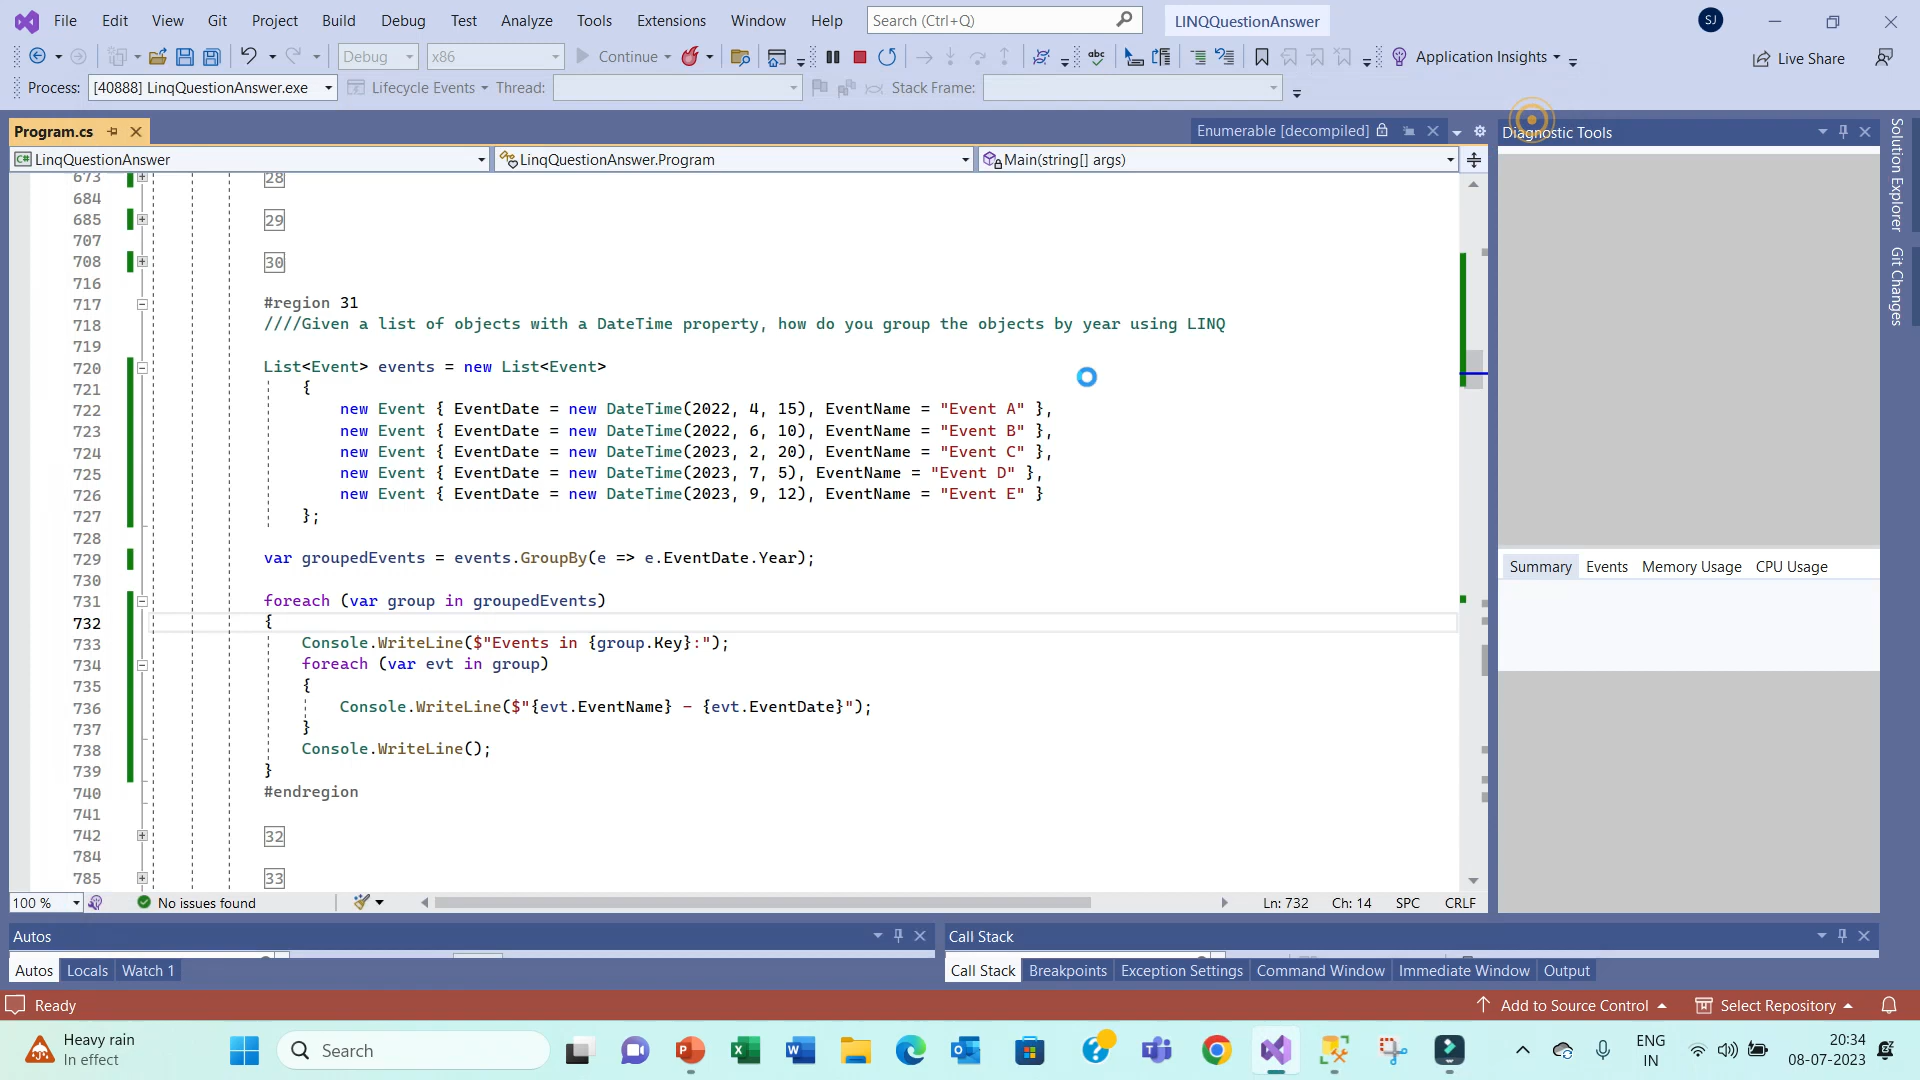 File Edit View Git Project Build Debug Test Analyze Tools Extensions Window Help Search (Ctrl+Q) LINQQuestionAnswer SJ
Debug x86 Continue abc Application Insights Live Share
Process: [40888] LinqQuestionAnswer.exe Lifecycle Events Thread: Stack Frame:
Program.cs Enumerable [decompiled] Diagnostic Tools
C# LinqQuestionAnswer LinqQuestionAnswer.Program Main(string[] args)
673 28
684
685 29
707
708 30
716
717 #region 31
718 ////Given a list of objects with a DateTime property, how do you group the objects by year using LINQ
719
720 List<Event> events = new List<Event>
721 {
722 new Event { EventDate = new DateTime(2022, 4, 15), EventName = "Event A" },
723 new Event { EventDate = new DateTime(2022, 6, 10), EventName = "Event B" },
724 new Event { EventDate = new DateTime(2023, 2, 20), EventName = "Event C" },
725 new Event { EventDate = new DateTime(2023, 7, 5), EventName = "Event D" },
726 new Event { EventDate = new DateTime(2023, 9, 12), EventName = "Event E" }
727 };
728
729 var groupedEvents = events.GroupBy(e => e.EventDate.Year);
730
731 foreach (var group in groupedEvents)
732 {
733 Console.WriteLine($"Events in {group.Key}:");
734 foreach (var evt in group)
735 {
736 Console.WriteLine($"{evt.EventName} - {evt.EventDate}");
737 }
738 Console.WriteLine();
739 }
740 #endregion
741
742 32
784
785 33
Summary Events Memory Usage CPU Usage
Solution Explorer
Git Changes
100 % No issues found Ln: 732 Ch: 14 SPC CRLF
Autos Call Stack
Autos Locals Watch 1 Call Stack Breakpoints Exception Settings Command Window Immediate Window Output
Ready Add to Source Control Select Repository
Heavy rain
In effect
Search
ENG
IN
20:34
08-07-2023